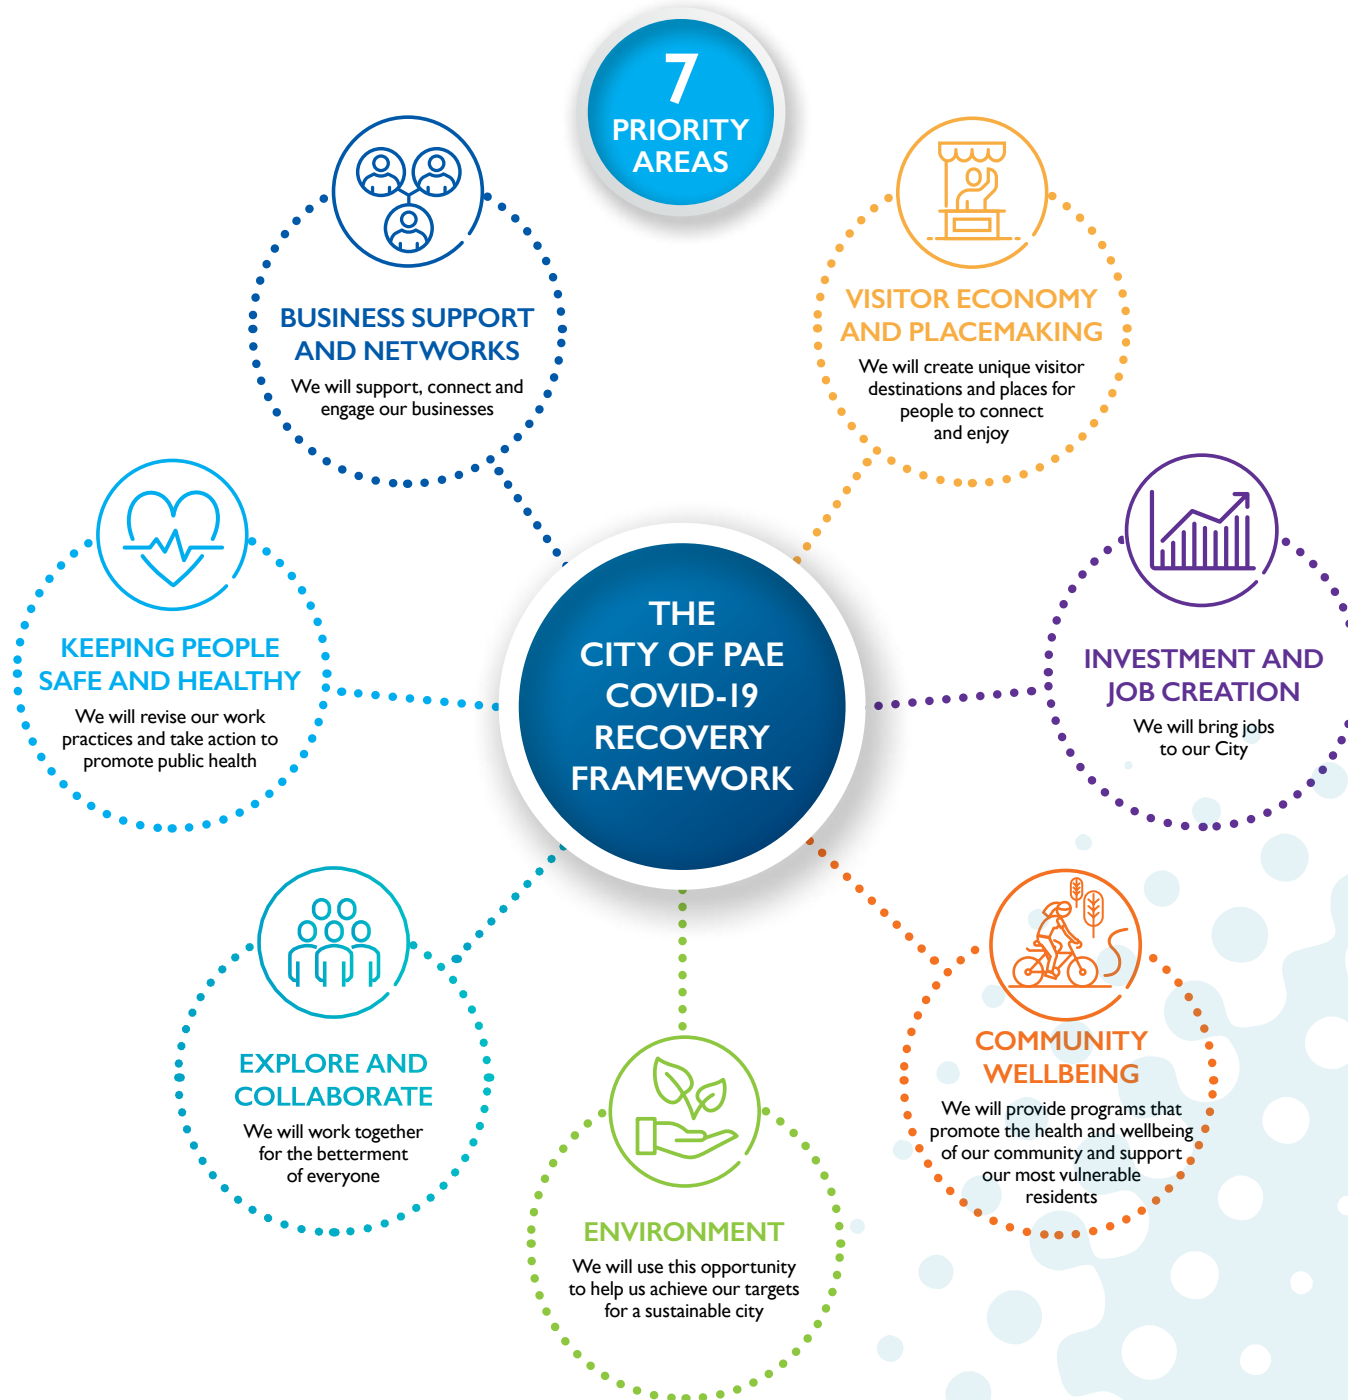 7
PRIORITY
AREAS
BUSINESS SUPPORT
AND NETWORKS
We will support, connect and
engage our businesses
VISITOR ECONOMY
AND PLACEMAKING
We will create unique visitor
destinations and places for
people to connect
and enjoy
KEEPING PEOPLE
SAFE AND HEALTHY
We will revise our work
practices and take action to
promote public health
THE
CITY OF PAE
COVID-19
RECOVERY
FRAMEWORK
INVESTMENT AND
JOB CREATION
We will bring jobs
to our City
EXPLORE AND
COLLABORATE
We will work together
for the betterment
of everyone
COMMUNITY
WELLBEING
We will provide programs that
promote the health and wellbeing
of our community and support
our most vulnerable
residents
ENVIRONMENT
We will use this opportunity
to help us achieve our targets
for a sustainable city